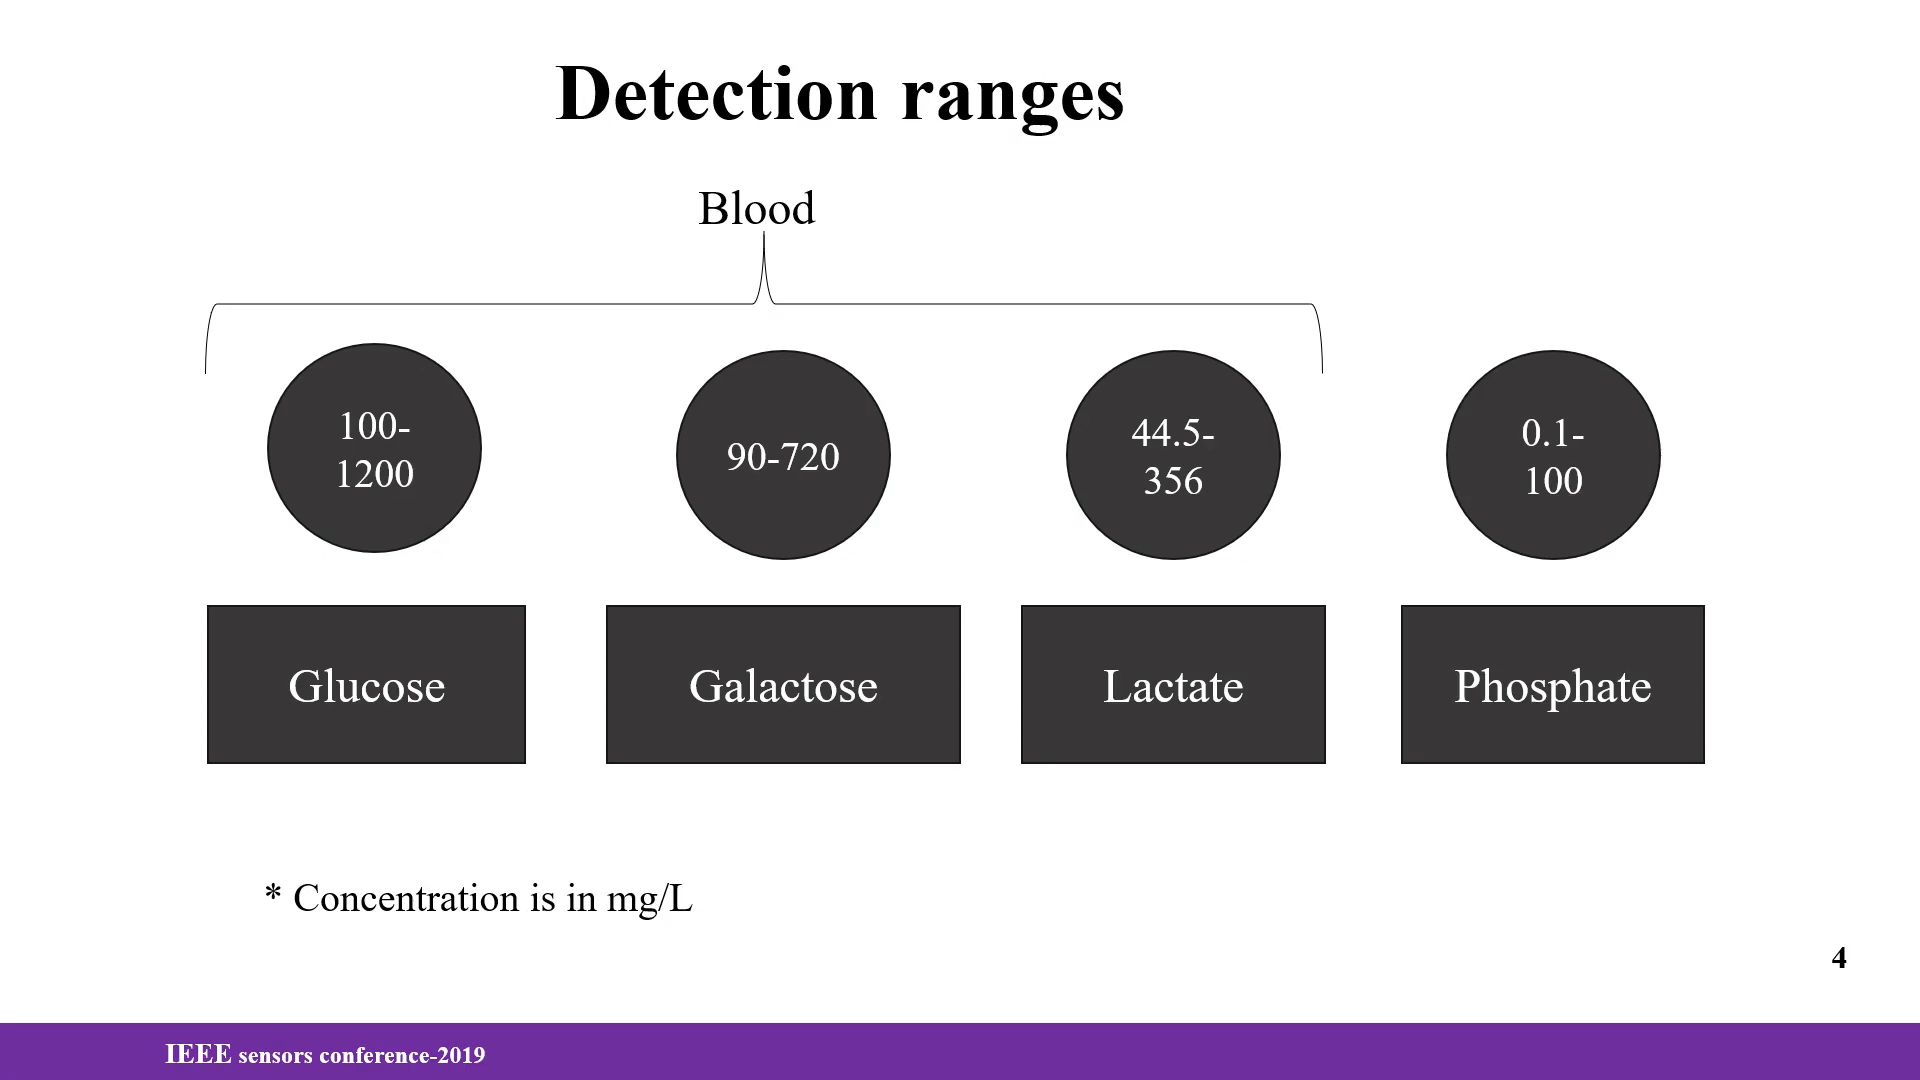 Detection ranges
Blood
100-
1200
90-720
44.5-
356
0.1-
100
Glucose
Galactose
Lactate
Phosphate
* Concentration is in mg/L
4
IEEE sensors conference-2019